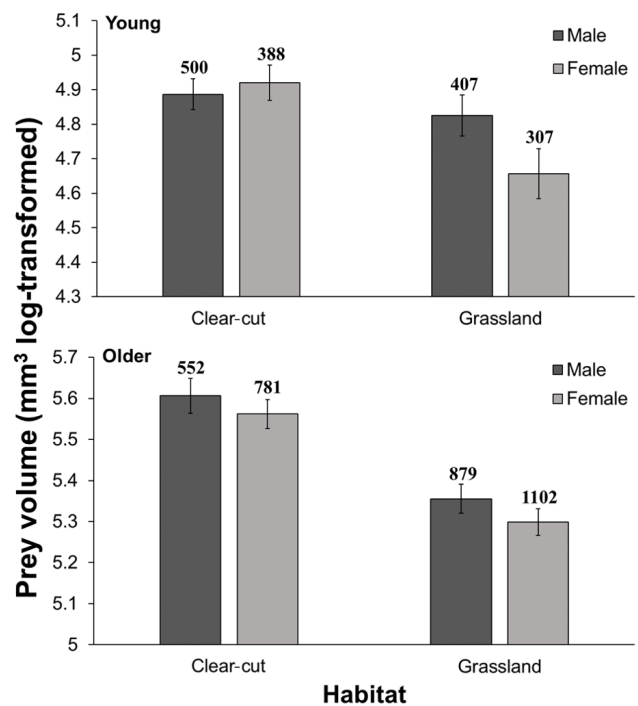 Prey volume (mm³ log-transformed)
Young
Male
Female
5.1
5
4.9
4.8
4.7
4.6
4.5
4.4
4.3
500
388
407
307
Clear-cut
Grassland
Older
Male
Female
5.7
5.6
5.5
5.4
5.3
5.2
5.1
5
552
781
879
1102
Clear-cut
Grassland
Habitat